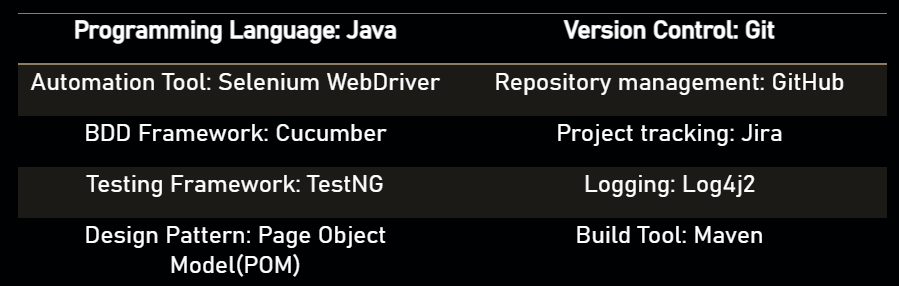 Programming Language: Java
Version Control: Git
Automation Tool: Selenium WebDriver
Repository management: GitHub
BDD Framework: Cucumber
Project tracking: Jira
Testing Framework: TestNG
Logging: Log4j2
Design Pattern: Page Object
Model(POM)
Build Tool: Maven